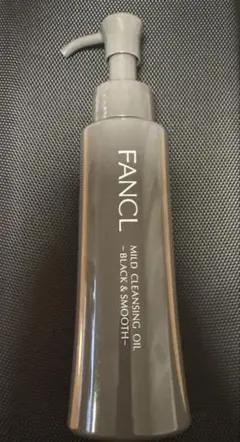 FANCL
MILD CLEANSING OIL
-BLACK & SMOOTH-